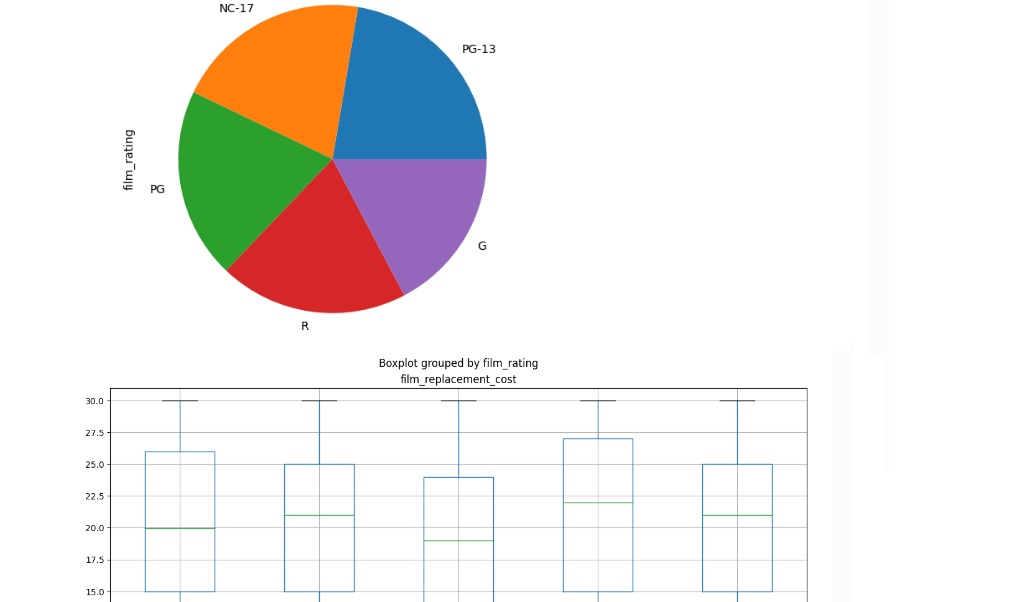 NC-17
PG-13
film_rating
PG
G
R
Boxplot grouped by film_rating
film_replacement_cost
30.0
27.5
25.0
22.5
20.0
17.5
15.0